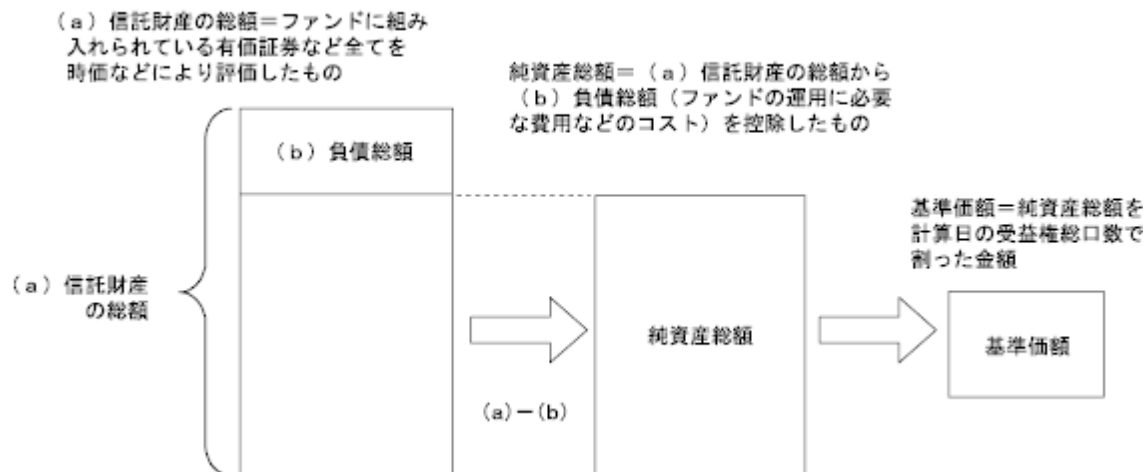 （ａ）信託財産の総額＝ファンドに組み
入れられている有価証券など全てを
時価などにより評価したもの
純資産総額＝（ａ）信託財産の総額から
（ｂ）負債総額（ファンドの運用に必要
な費用などのコスト）を控除したもの
（ｂ）負債総額
基準価額＝純資産総額を
計算日の受益権総口数で
割った金額
（ａ）信託財産
の総額
純資産総額
基準価額
(a)－(b)